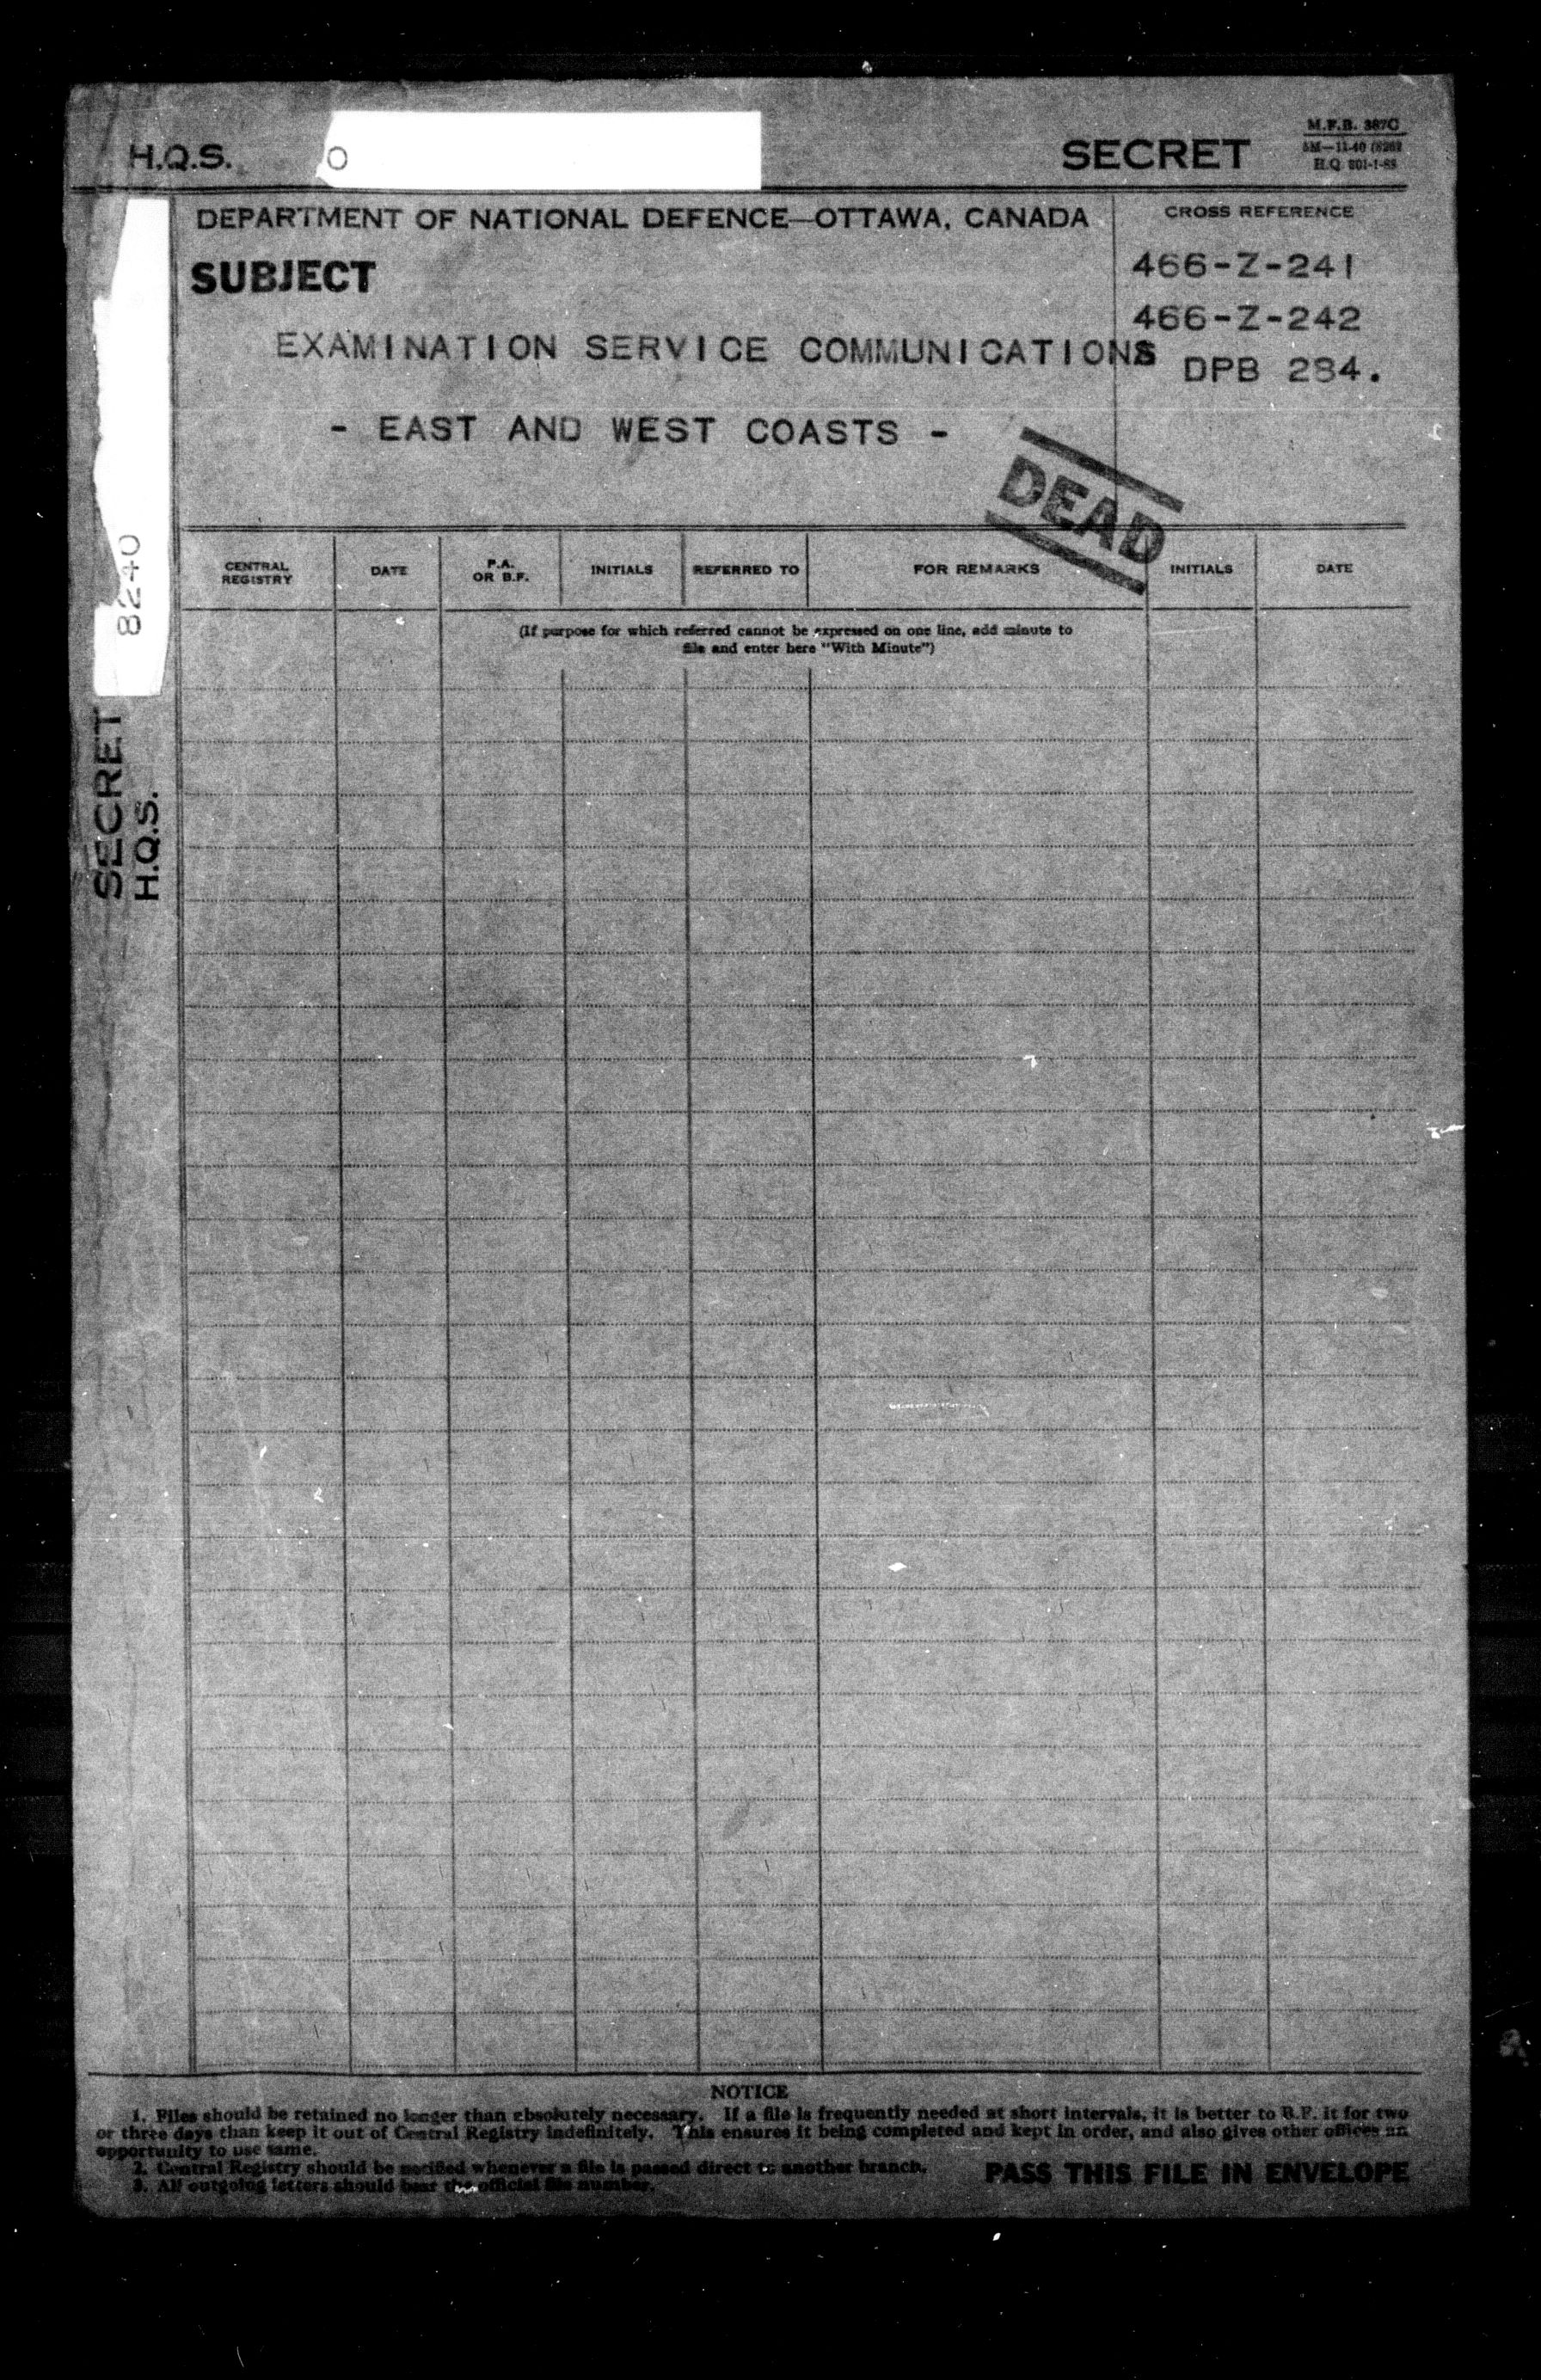 H.Q.S. O SECRET
M.F.B. 387C
H.Q. 201-1-88
DEPARTMENT OF NATIONAL DEFENCE—OTTAWA, CANADA
CROSS REFERENCE
SUBJECT
466-Z-241
466-Z-242
EXAMINATION SERVICE COMMUNICATIONS
DPB 284.
- EAST AND WEST COASTS -
DEAD
CENTRAL REGISTRY
DATE
P.A. OR B.F.
INITIALS
REFERRED TO
FOR REMARKS
INITIALS
DATE
(If purpose for which referred cannot be expressed on one line, add minute to
file and enter here "With Minute")
8240
SECRET
H.Q.S.
NOTICE
1. Files should be retained no longer than absolutely necessary. If a file is frequently needed at short intervals, it is better to B.F. it for two
or three days than keep it out of Central Registry indefinitely. This ensures it being completed and kept in order, and also gives other offices an
opportunity to use same.
2. Central Registry should be notified whenever a file is passed direct to another branch.
3. All outgoing letters should bear the official file number.
PASS THIS FILE IN ENVELOPE